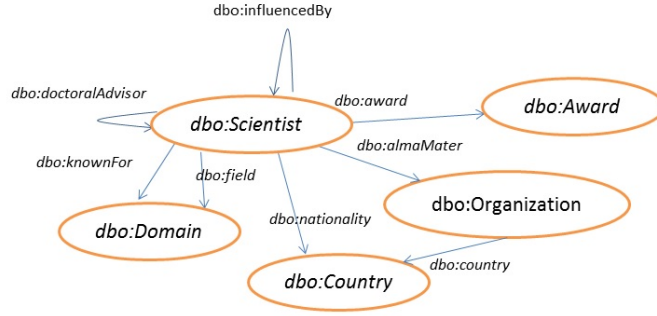 dbo:influencedBy
dbo:doctoralAdvisor
dbo:award
dbo:Award
dbo:Scientist
dbo:almaMater
dbo:knownFor
dbo:field
dbo:Organization
dbo:nationality
dbo:Domain
dbo:country
dbo:Country